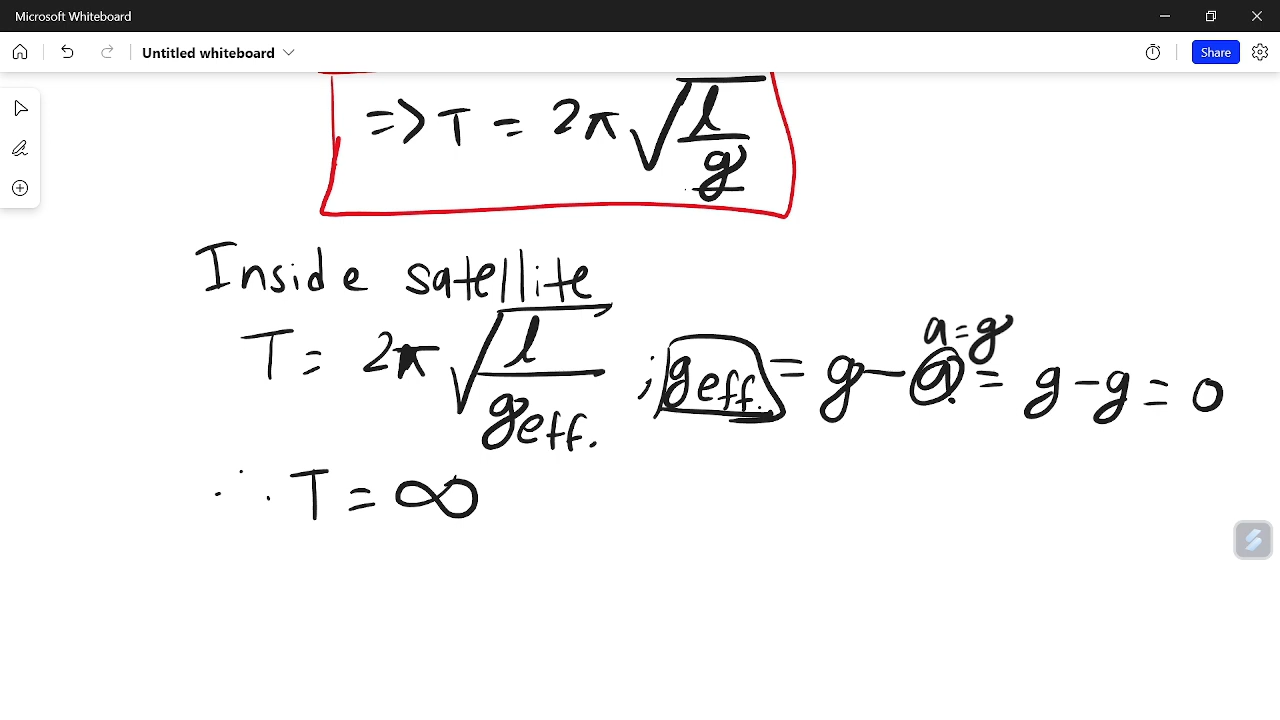 Microsoft Whiteboard
Untitled whiteboard
Share
=> T = 2π √(l/g)
Inside satellite
T = 2π √(l/geff.) ; geff. = g - a = g - g = 0
a = g
∴ T = ∞